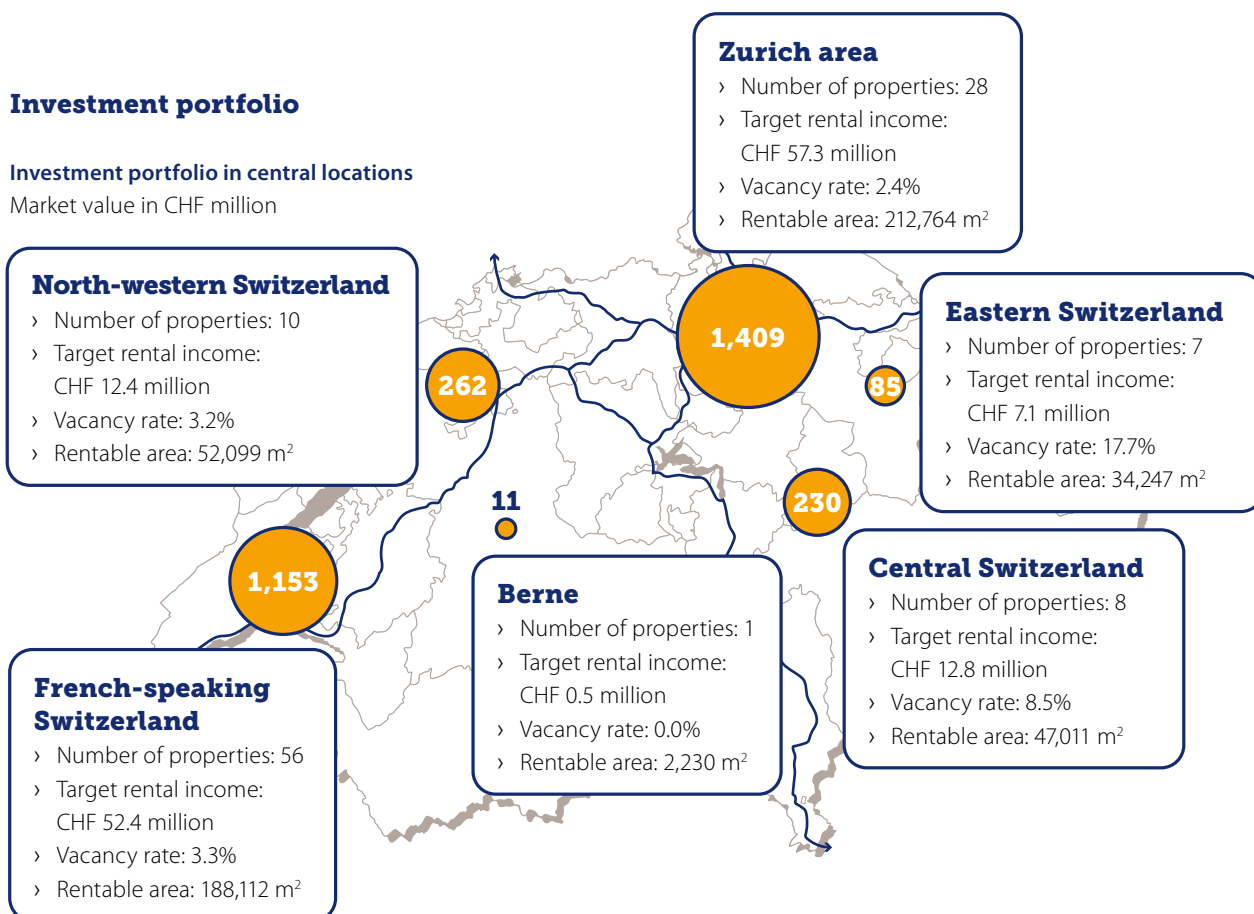 Investment portfolio
Investment portfolio in central locations
Market value in CHF million
Zurich area
› Number of properties: 28
› Target rental income:
CHF 57.3 million
› Vacancy rate: 2.4%
› Rentable area: 212,764 m²
North-western Switzerland
› Number of properties: 10
› Target rental income:
CHF 12.4 million
› Vacancy rate: 3.2%
› Rentable area: 52,099 m²
Eastern Switzerland
› Number of properties: 7
› Target rental income:
CHF 7.1 million
› Vacancy rate: 17.7%
› Rentable area: 34,247 m²
1,409
262
85
230
11
1,153
Central Switzerland
› Number of properties: 8
› Target rental income:
CHF 12.8 million
› Vacancy rate: 8.5%
› Rentable area: 47,011 m²
Berne
› Number of properties: 1
› Target rental income:
CHF 0.5 million
› Vacancy rate: 0.0%
› Rentable area: 2,230 m²
French-speaking
Switzerland
› Number of properties: 56
› Target rental income:
CHF 52.4 million
› Vacancy rate: 3.3%
› Rentable area: 188,112 m²